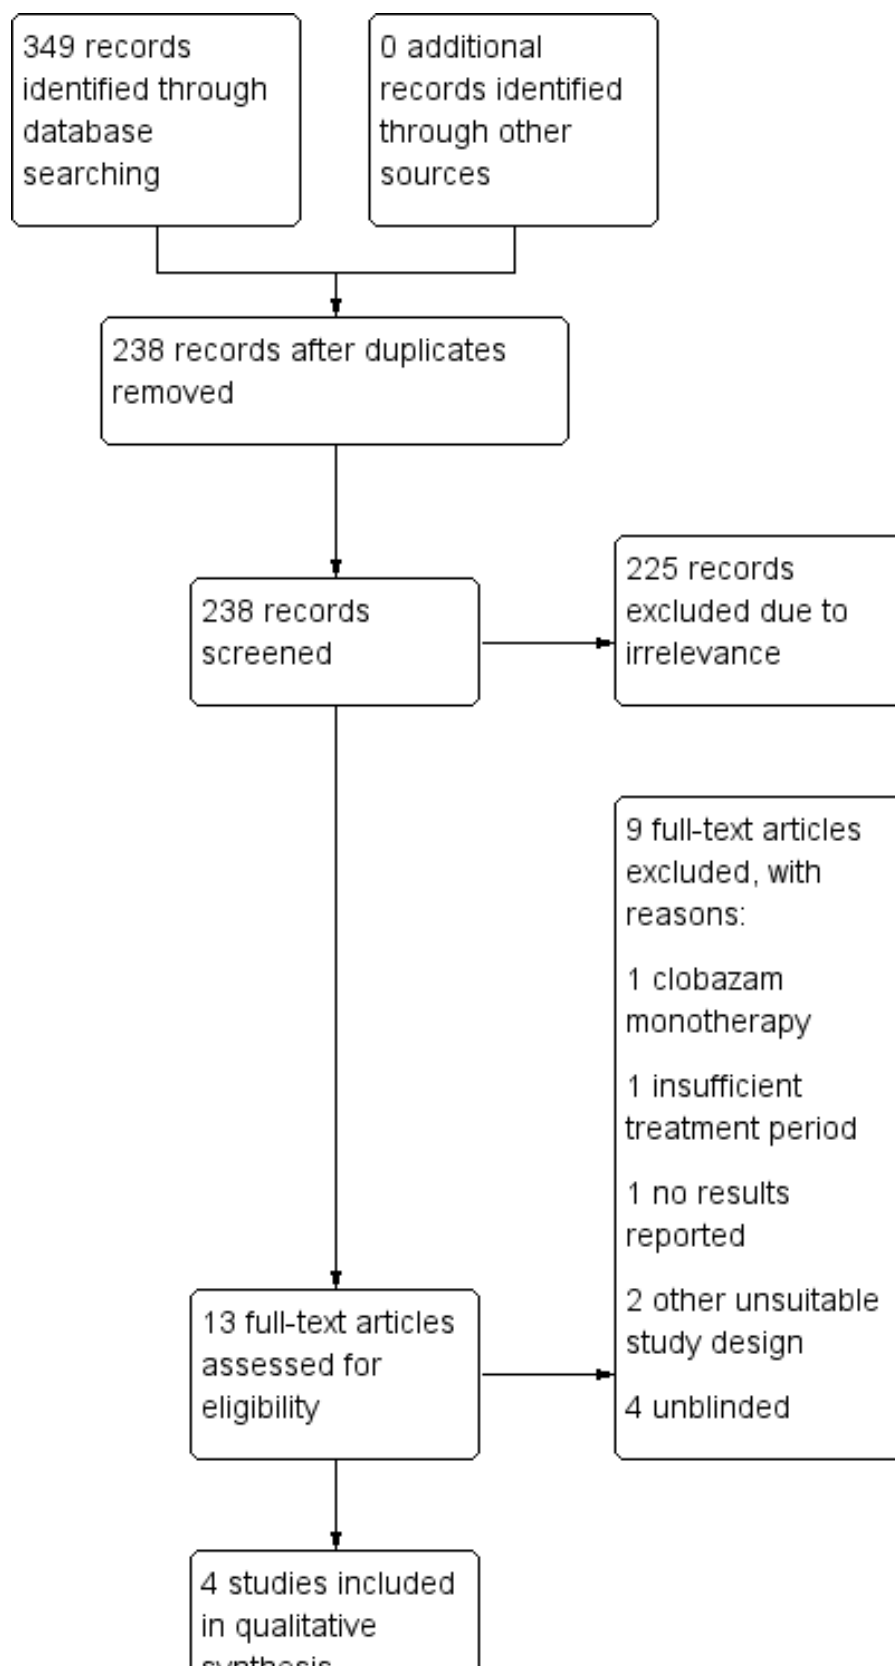 349 records
identified through
database
searching
0 additional
records identified
through other
sources
238 records after duplicates
removed
238 records
screened
225 records
excluded due to
irrelevance
9 full-text articles
excluded, with
reasons:
1 clobazam
monotherapy
1 insufficient
treatment period
1 no results
reported
2 other unsuitable
study design
4 unblinded
13 full-text articles
assessed for
eligibility
4 studies included
in qualitative
synthesis